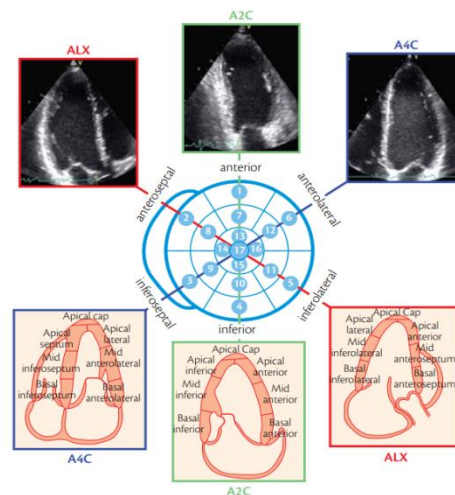 A2C
ALX
A4C
anterior
anteroseptal
anterolateral
1
7
2
6
8
13
12
14
17
16
3
9
15
11
5
10
4
inferoseptal
inferolateral
inferior
Apical cap
Apical
septum
Apical
lateral
Mid
inferoseptum
Mid
anterolateral
Basal
inferoseptum
Basal
anterolateral
A4C
Apical Cap
Apical
inferior
Apical
anterior
Mid
inferior
Mid
anterior
Basal
inferior
Basal
anterior
A2C
Apical Cap
Apical
lateral
Apical
anterior
Mid
inferolateral
Mid
anteroseptum
Basal
inferolateral
Basal
anteroseptum
ALX